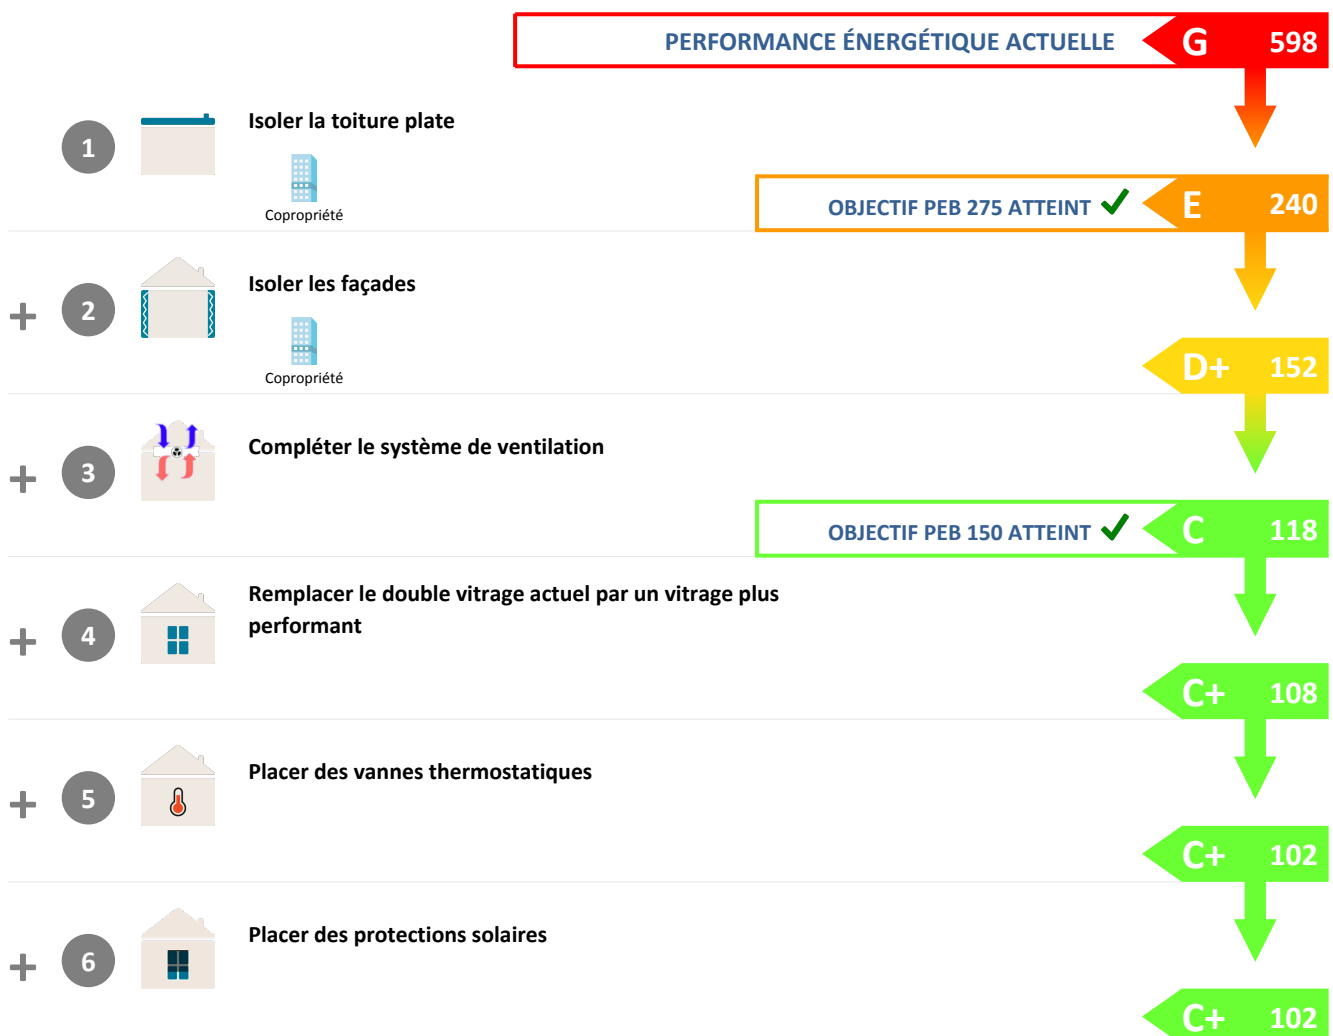 PERFORMANCE ÉNERGÉTIQUE ACTUELLE G 598
1 Isoler la toiture plate
Copropriété
OBJECTIF PEB 275 ATTEINT ✔ E 240
+ 2 Isoler les façades
Copropriété
D+ 152
+ 3 Compléter le système de ventilation
OBJECTIF PEB 150 ATTEINT ✔ C 118
+ 4 Remplacer le double vitrage actuel par un vitrage plus
performant
C+ 108
+ 5 Placer des vannes thermostatiques
C+ 102
+ 6 Placer des protections solaires
C+ 102